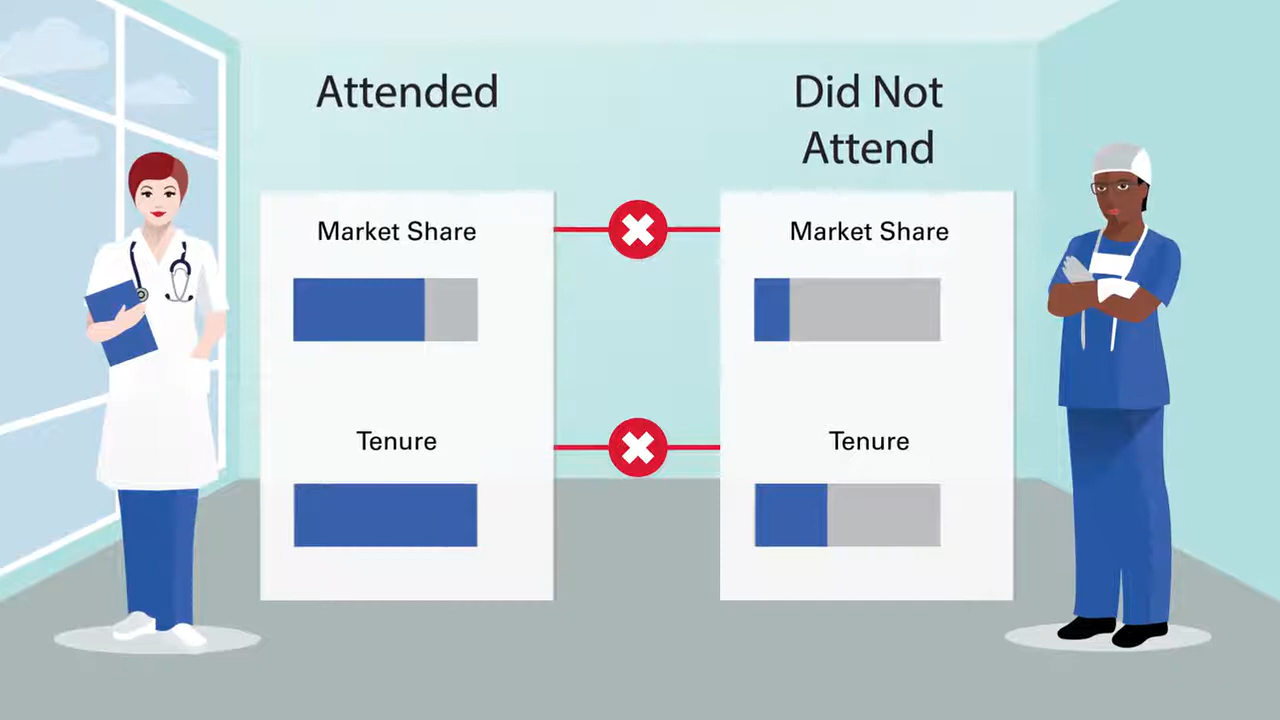 Attended
Did Not
Attend
Market Share
Market Share
Tenure
Tenure